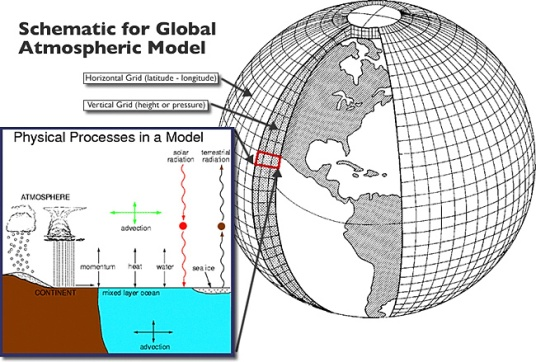 Schematic for Global
Atmospheric Model
Horizontal Grid (latitude - longitude)
Vertical Grid (height or pressure)
Physical Processes in a Model
solar
radiation
terrestrial
radiation
ATMOSPHERE
advection
momentum
heat
water
sea ice
CONTINENT
mixed layer ocean
advection